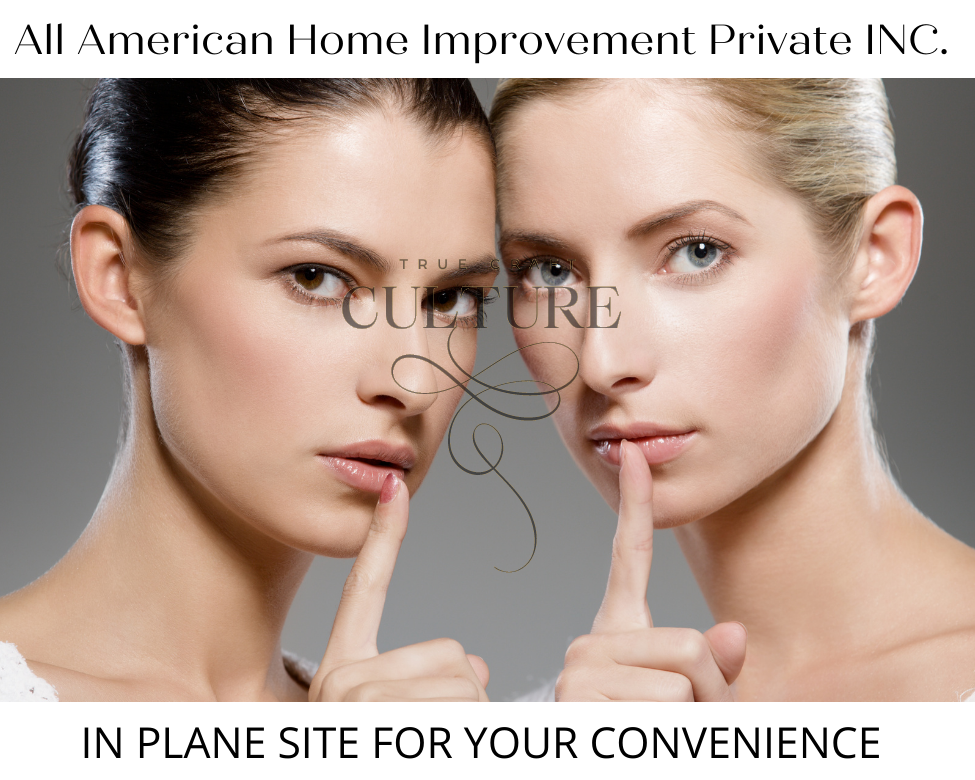 All American Home Improvement Private INC.
TRUE
CULTURE
IN PLANE SITE FOR YOUR CONVENIENCE